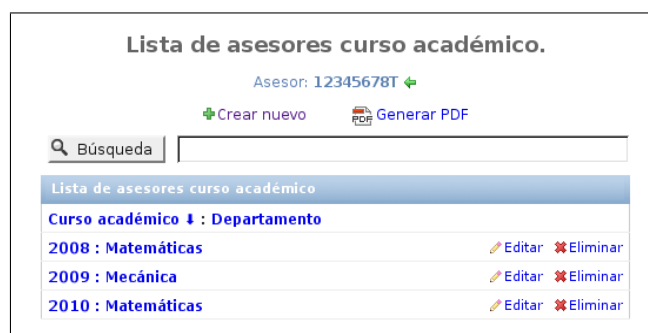 Lista de asesores curso académico.
Asesor: 12345678T
Crear nuevo PDF Generar PDF
Búsqueda
Lista de asesores curso académico
Curso académico ⬇ : Departamento
2008 : Matemáticas Editar Eliminar
2009 : Mecánica Editar Eliminar
2010 : Matemáticas Editar Eliminar